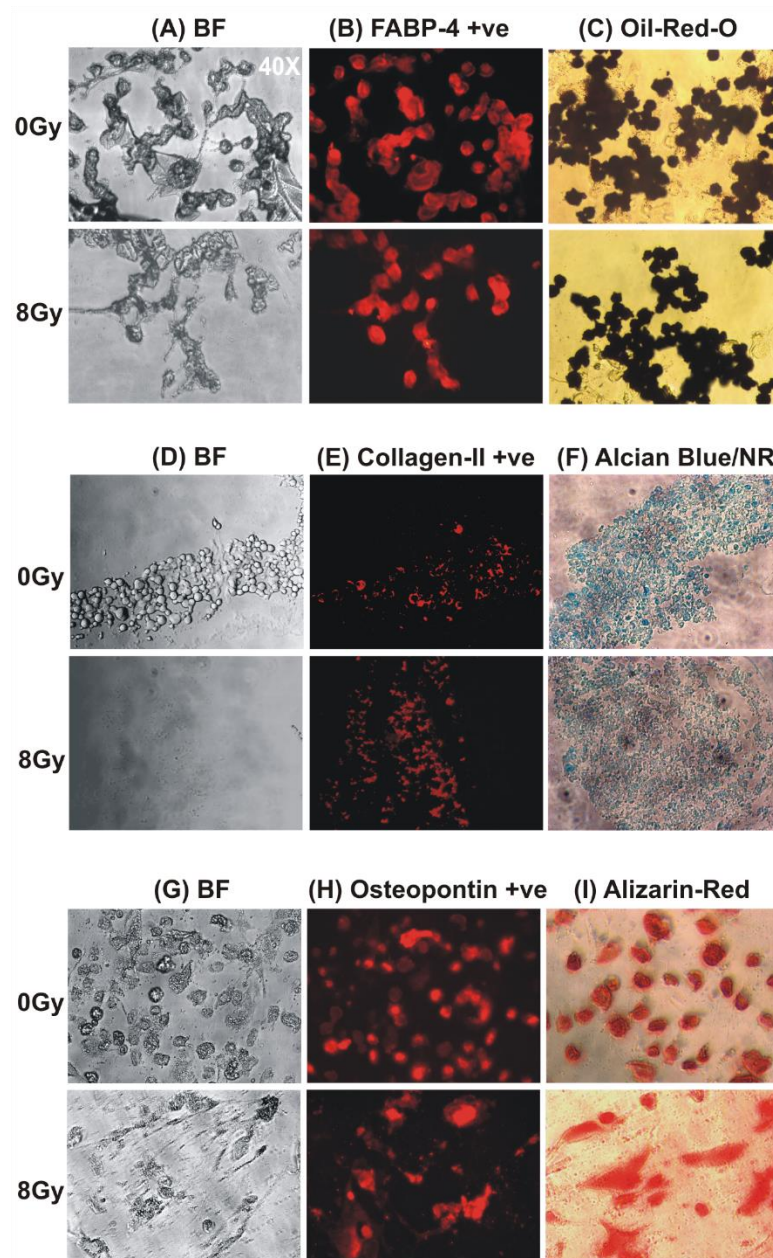 (A) BF (B) FABP-4 +ve (C) Oil-Red-O
40X
0Gy
8Gy
(D) BF (E) Collagen-II +ve (F) Alcian Blue/NR
0Gy
8Gy
(G) BF (H) Osteopontin +ve (I) Alizarin-Red
0Gy
8Gy